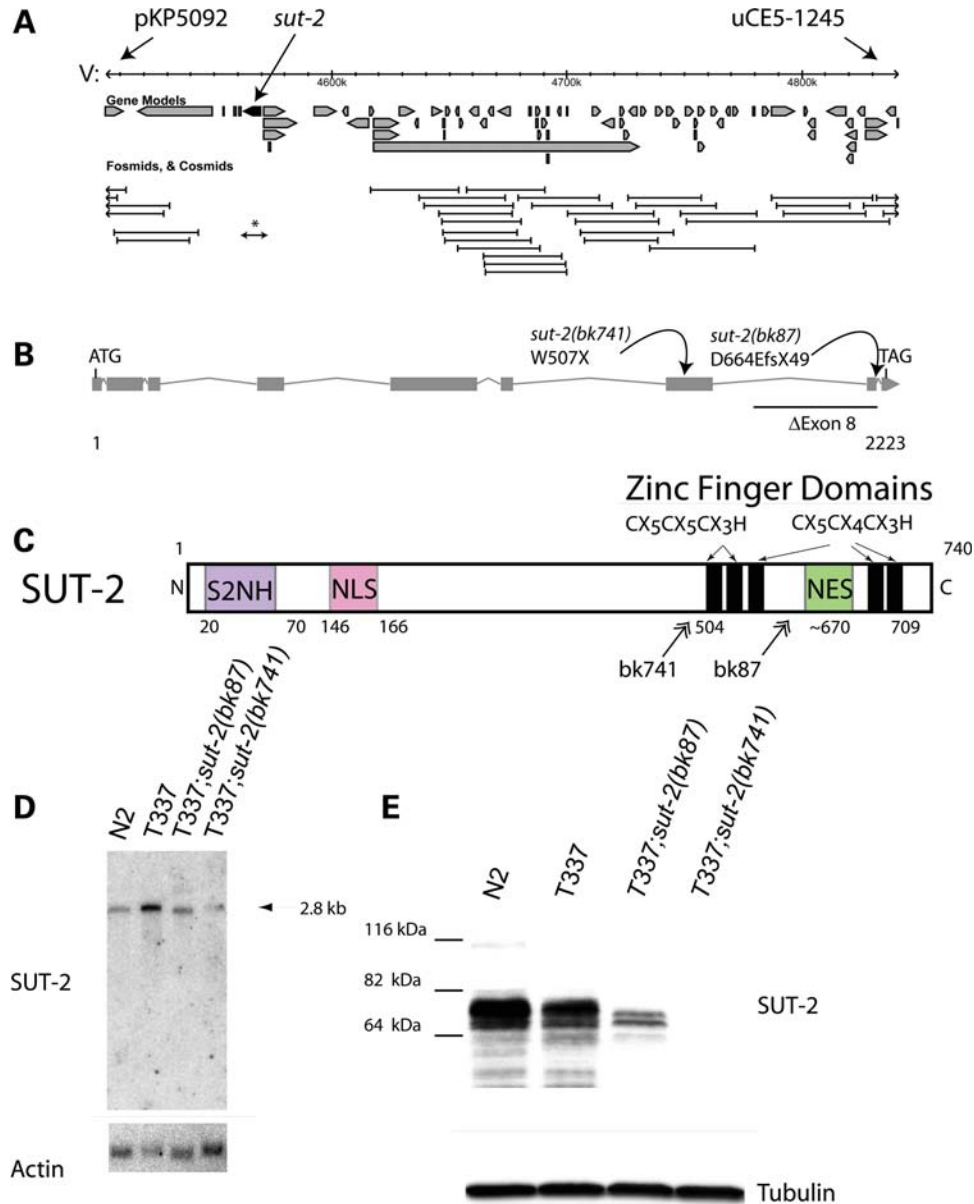 A
pKP5092
sut-2
uCE5-1245
V:
4600k
4700k
4800k
Gene Models
Fosmids, & Cosmids
*
B
ATG
sut-2(bk741)
W507X
sut-2(bk87)
D664EfsX49
TAG
ΔExon 8
1
2223
Zinc Finger Domains
CX5CX5CX3H
CX5CX4CX3H
C
1
740
SUT-2
N
S2NH
NLS
NES
C
20
70
146
166
504
~670
709
bk741
bk87
D
N2
T337
T337;sut-2(bk87)
T337;sut-2(bk741)
2.8 kb
SUT-2
Actin
E
N2
T337
T337;sut-2(bk87)
T337;sut-2(bk741)
116 kDa
82 kDa
64 kDa
SUT-2
Tubulin